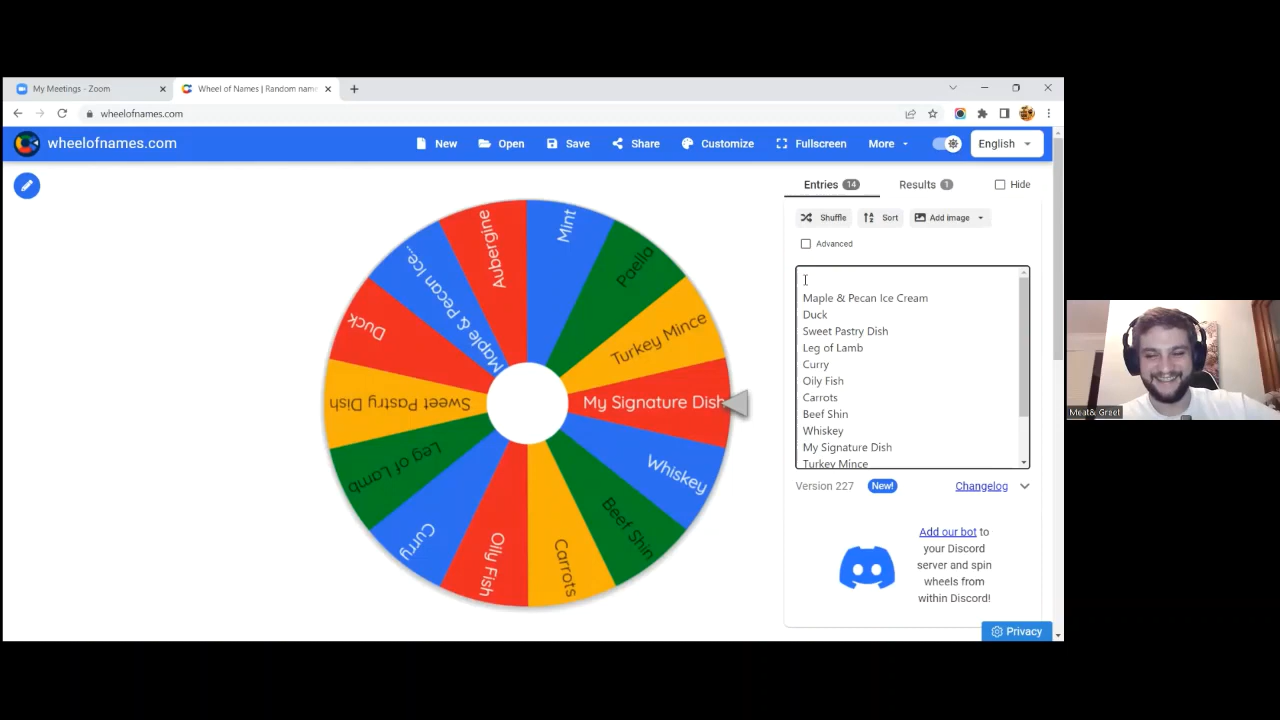 My Meetings - Zoom
Wheel of Names | Random name
wheelofnames.com
wheelofnames.com
New
Open
Save
Share
Customize
Fullscreen
More
English
Entries 14
Results 1
Hide
Shuffle
Sort
Add image
Advanced
Maple & Pecan Ice Cream
Duck
Sweet Pastry Dish
Leg of Lamb
Curry
Oily Fish
Carrots
Beef Shin
Whiskey
My Signature Dish
Turkey Mince
Version 227
New!
Changelog
Add our bot to
your Discord
server and spin
wheels from
within Discord!
Privacy
Mint
Paella
Turkey Mince
My Signature Dish
Whiskey
Beef Shin
Carrots
Oily Fish
Curry
Leg of Lamb
Sweet Pastry Dish
Duck
Maple & Pecan Ice...
Aubergine
Meat& Greet